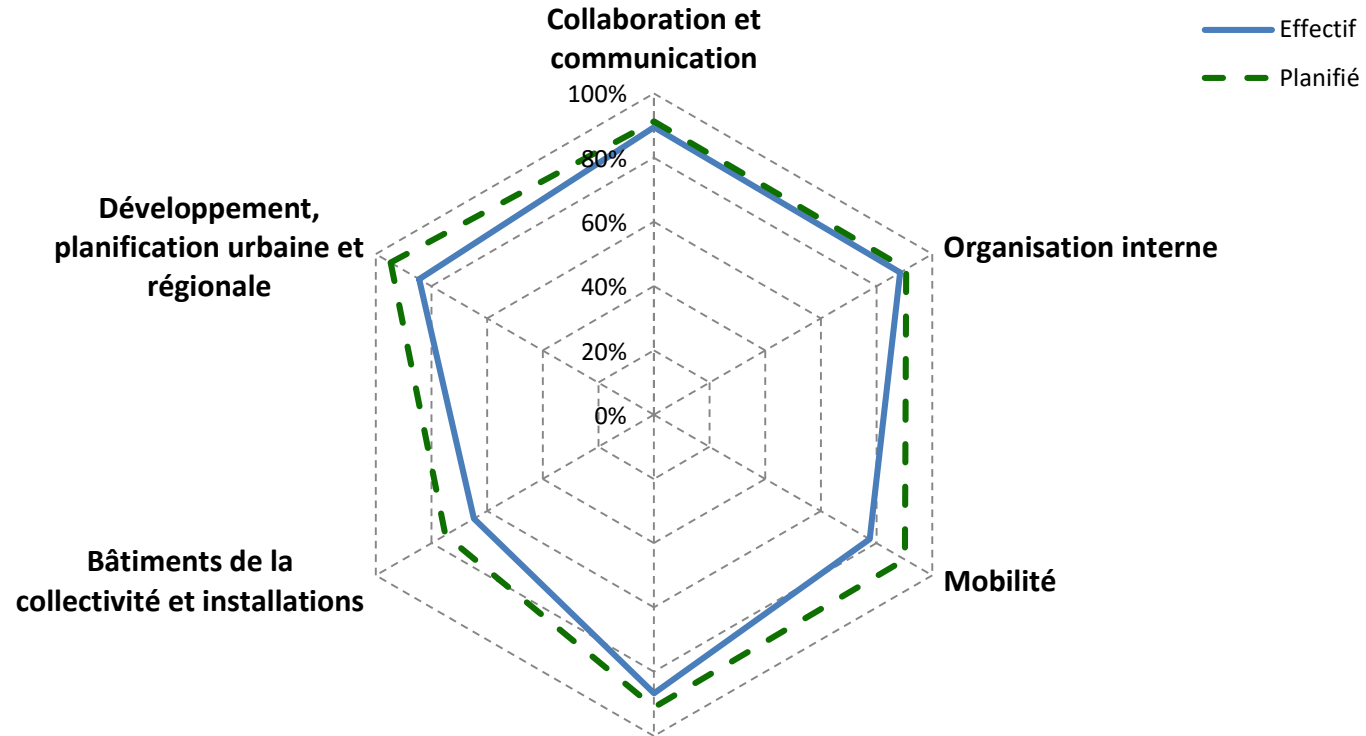 Collaboration et
communication
Effectif
Planifié
100%
80%
60%
40%
20%
0%
Développement,
planification urbaine et
régionale
Organisation interne
Bâtiments de la
collectivité et installations
Mobilité